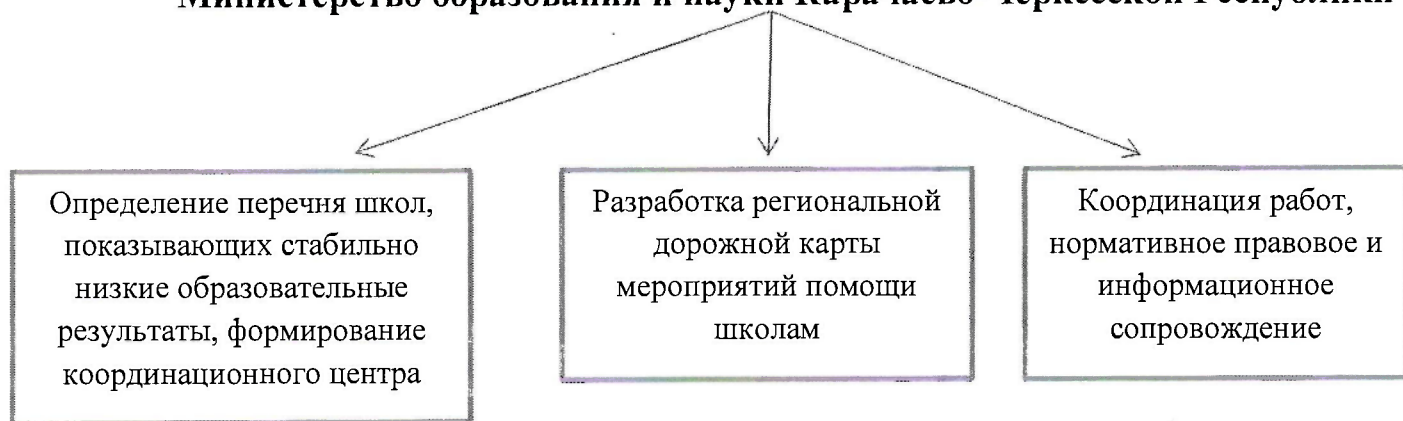 Министерство образования и науки Карачаево-Черкесской Республики
Определение перечня школ,
показывающих стабильно
низкие образовательные
результаты, формирование
координационного центра
Разработка региональной
дорожной карты
мероприятий помощи
школам
Координация работ,
нормативное правовое и
информационное
сопровождение